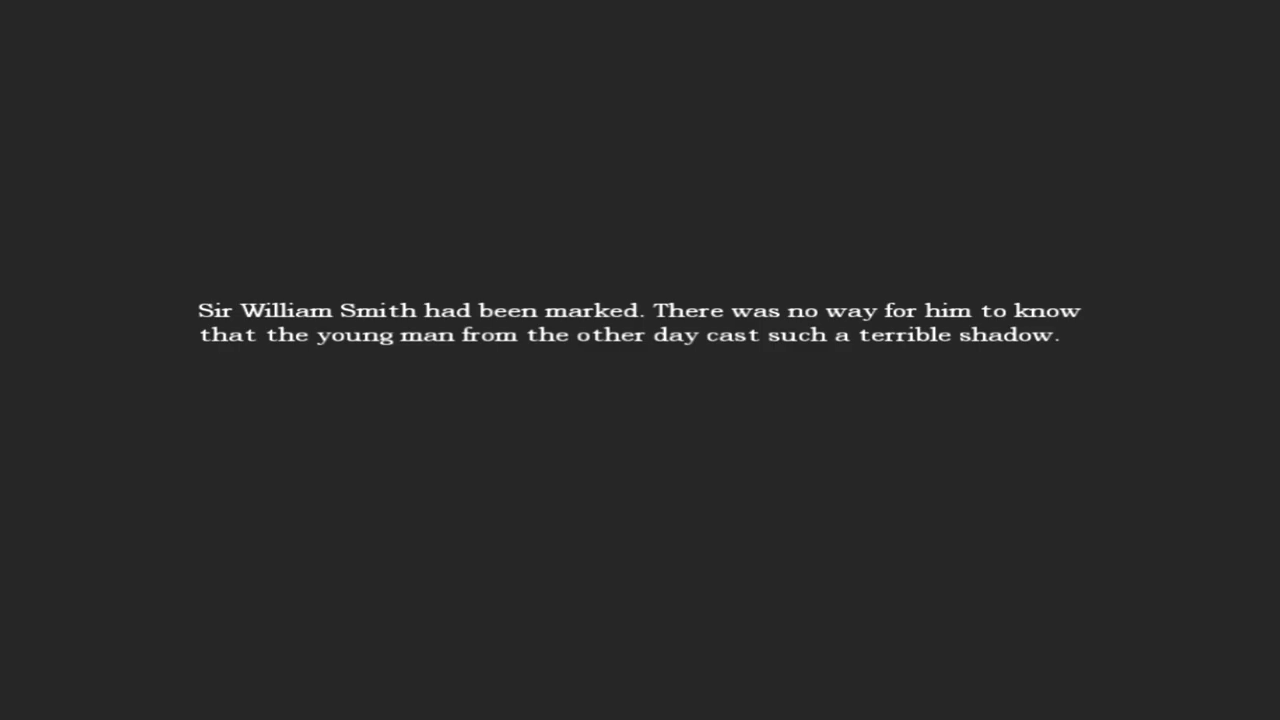 Sir William Smith had been marked. There was no way for him to know
that the young man from the other day cast such a terrible shadow.